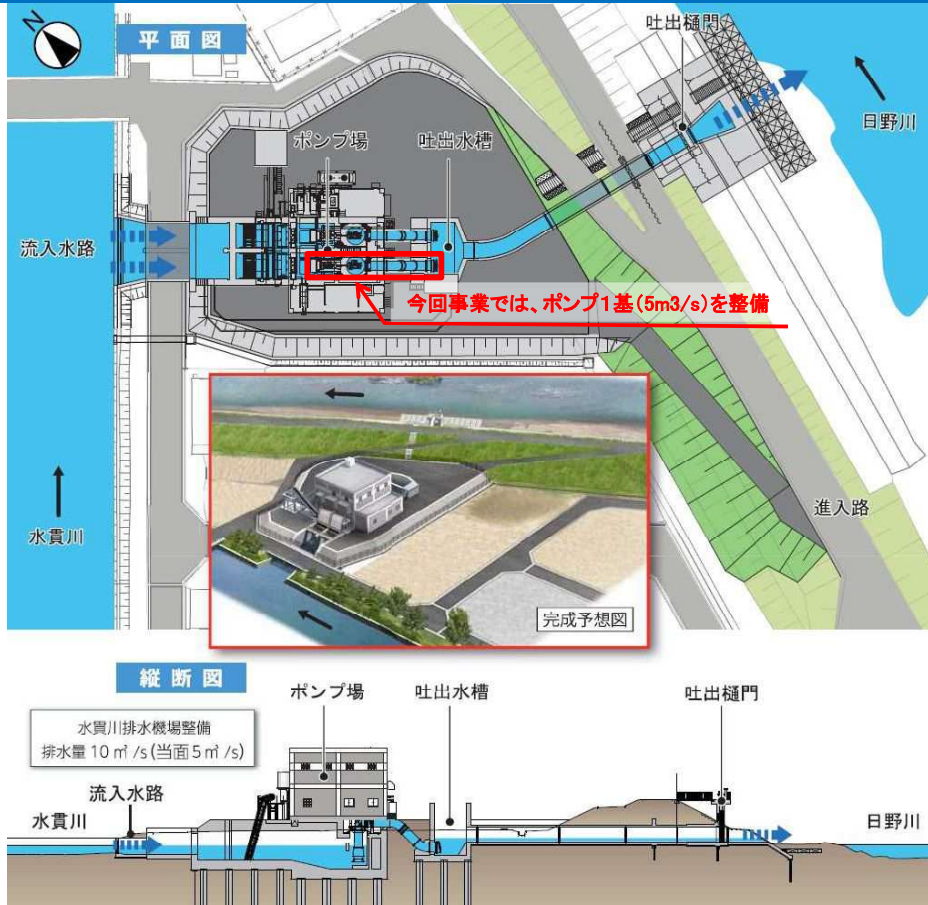 N
平面図
吐出樋門
日野川
ポンプ場
吐出水槽
流入水路
今回事業では、ポンプ1基(5m3/s)を整備
水貫川
進入路
完成予想図
縦断図
水貫川排水機場整備
排水量 10㎥/s(当面5㎥/s)
ポンプ場
吐出水槽
吐出樋門
流入水路
水貫川
日野川